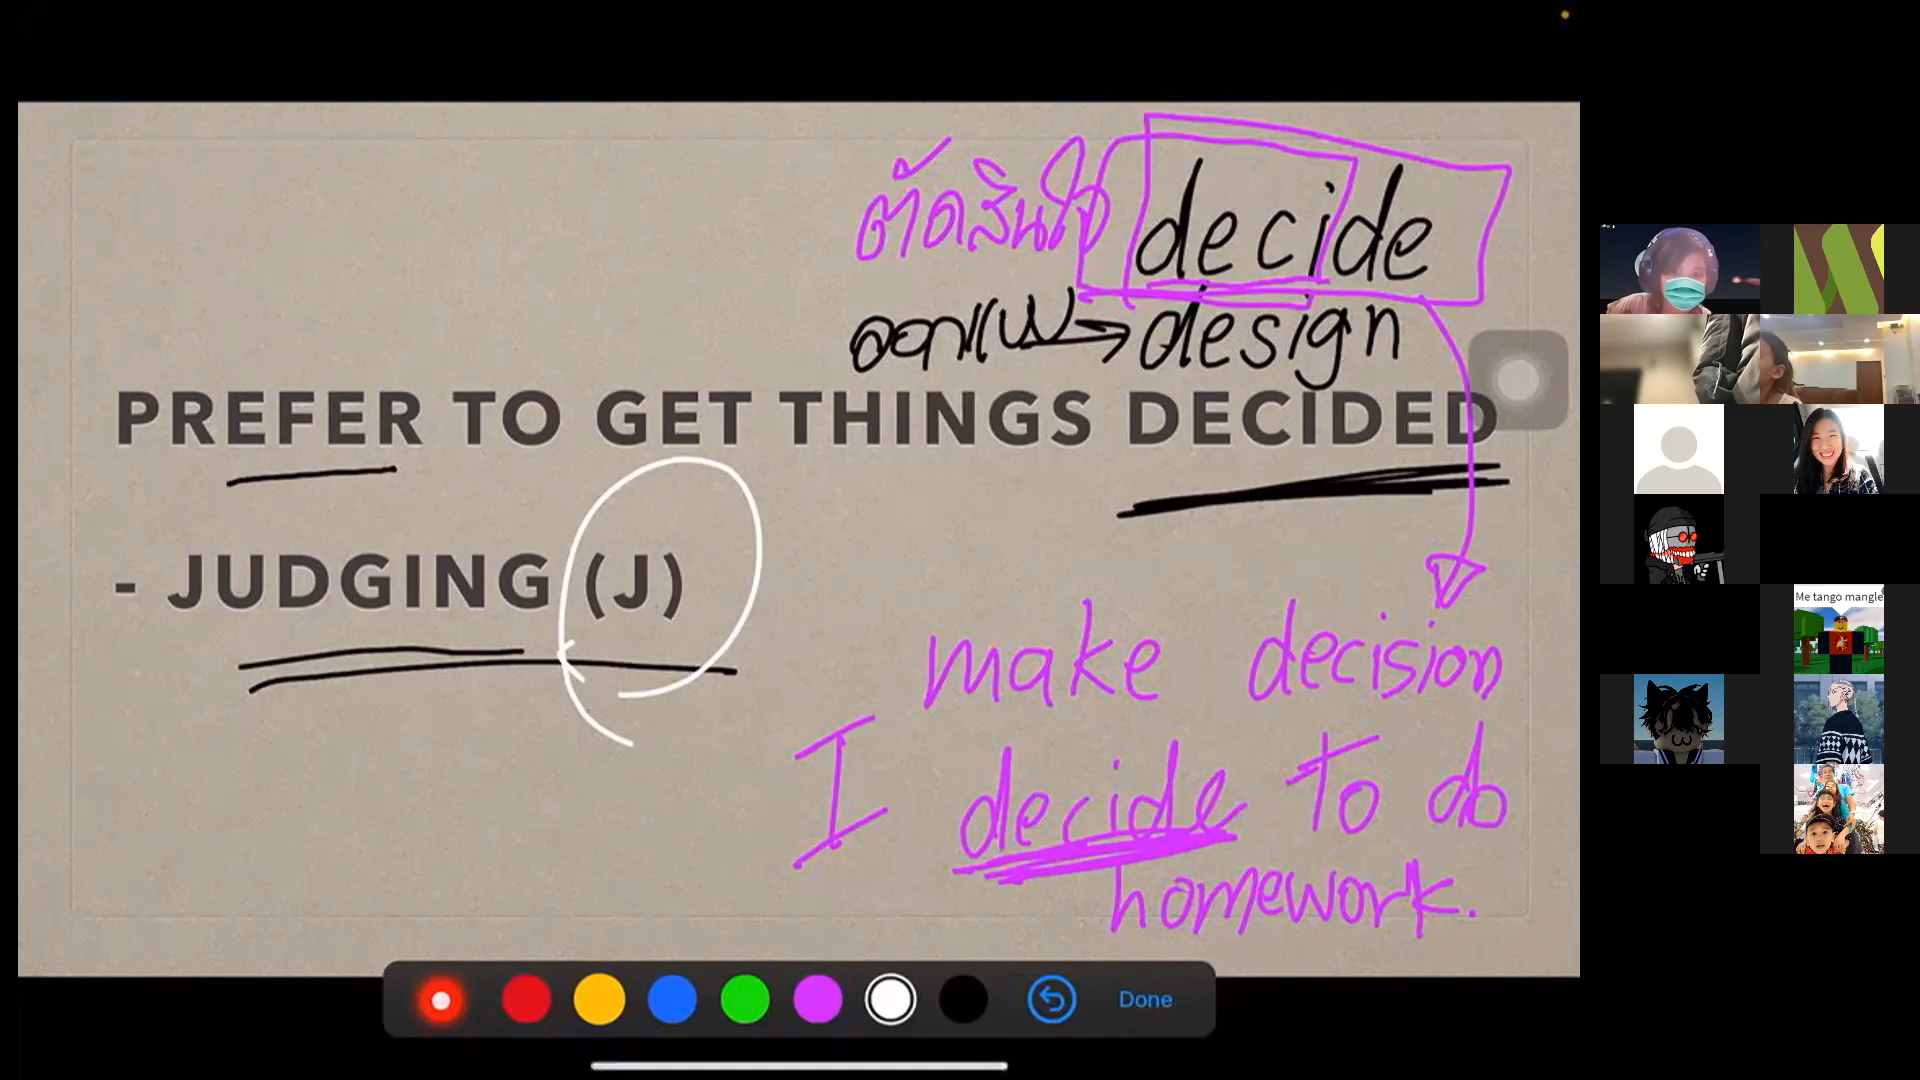 ตัดสินใจ decide
ออกแบบ → design
PREFER TO GET THINGS DECIDED
- JUDGING (J)
make decision
I decide to do
homework.
Done
Me tango mangle